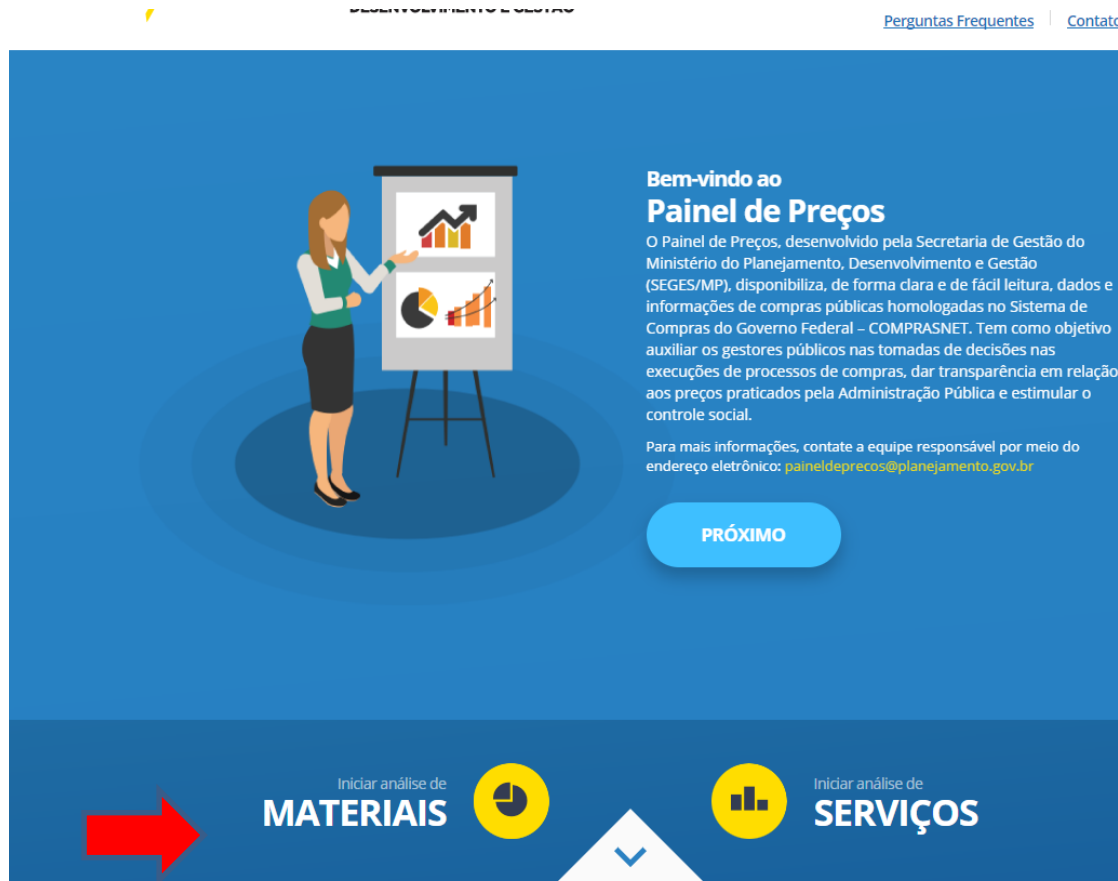 DESENVOLVIMENTO E GESTÃO
Perguntas Frequentes
Contato
Bem-vindo ao
Painel de Preços
O Painel de Preços, desenvolvido pela Secretaria de Gestão do
Ministério do Planejamento, Desenvolvimento e Gestão
(SEGES/MP), disponibiliza, de forma clara e de fácil leitura, dados e
informações de compras públicas homologadas no Sistema de
Compras do Governo Federal – COMPRASNET. Tem como objetivo
auxiliar os gestores públicos nas tomadas de decisões nas
execuções de processos de compras, dar transparência em relação
aos preços praticados pela Administração Pública e estimular o
controle social.
Para mais informações, contate a equipe responsável por meio do
endereço eletrônico: paineldeprecos@planejamento.gov.br
PRÓXIMO
Iniciar análise de
MATERIAIS
Iniciar análise de
SERVIÇOS